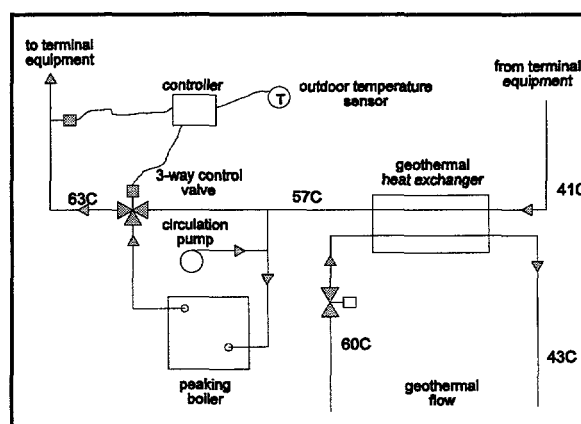 to terminal
equipment
controller
T
outdoor temperature
sensor
from terminal
equipment
3-way control
valve
geothermal
heat exchanger
63C
57C
41C
circulation
pump
60C
43C
peaking
boiler
geothermal
flow